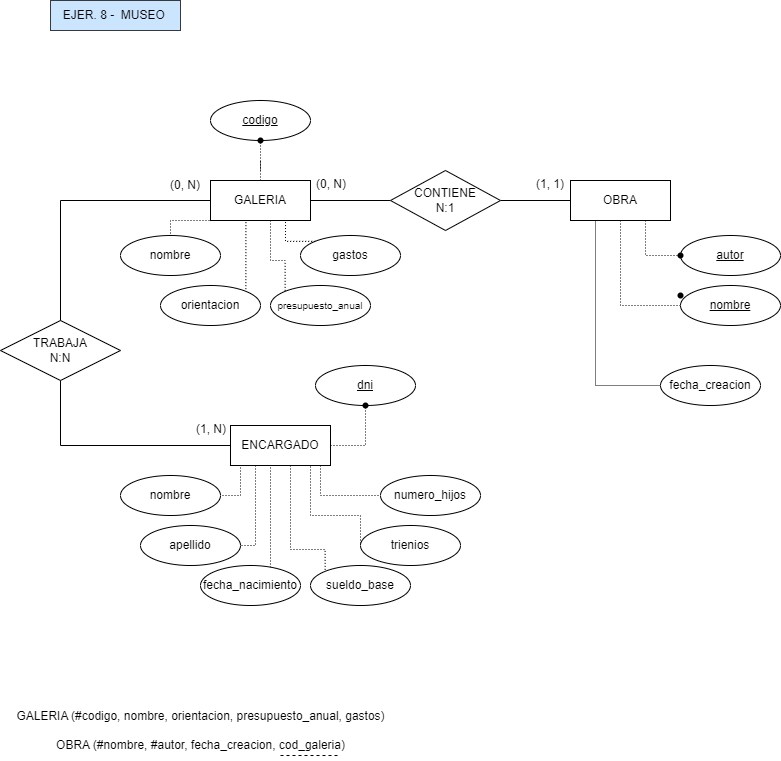 EJER. 8 - MUSEO
codigo
(0, N)
GALERIA
(0, N)
CONTIENE
N:1
(1, 1)
OBRA
nombre
gastos
autor
orientacion
presupuesto_anual
nombre
TRABAJA
N:N
dni
fecha_creacion
(1, N)
ENCARGADO
nombre
numero_hijos
apellido
trienios
fecha_nacimiento
sueldo_base
GALERIA (#codigo, nombre, orientacion, presupuesto_anual, gastos)
OBRA (#nombre, #autor, fecha_creacion, cod_galeria)